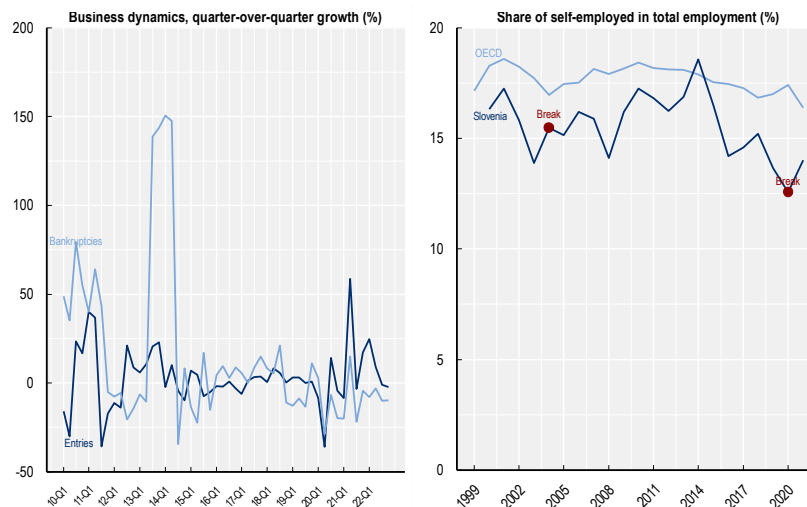 Business dynamics, quarter-over-quarter growth (%)
200
150
100
50
0
-50
Bankruptcies
Entries
10-Q1
11-Q1
12-Q1
13-Q1
14-Q1
15-Q1
16-Q1
17-Q1
18-Q1
19-Q1
20-Q1
21-Q1
22-Q1
Share of self-employed in total employment (%)
20
15
10
5
0
OECD
Slovenia
Break
Break
1999
2002
2005
2008
2011
2014
2017
2020